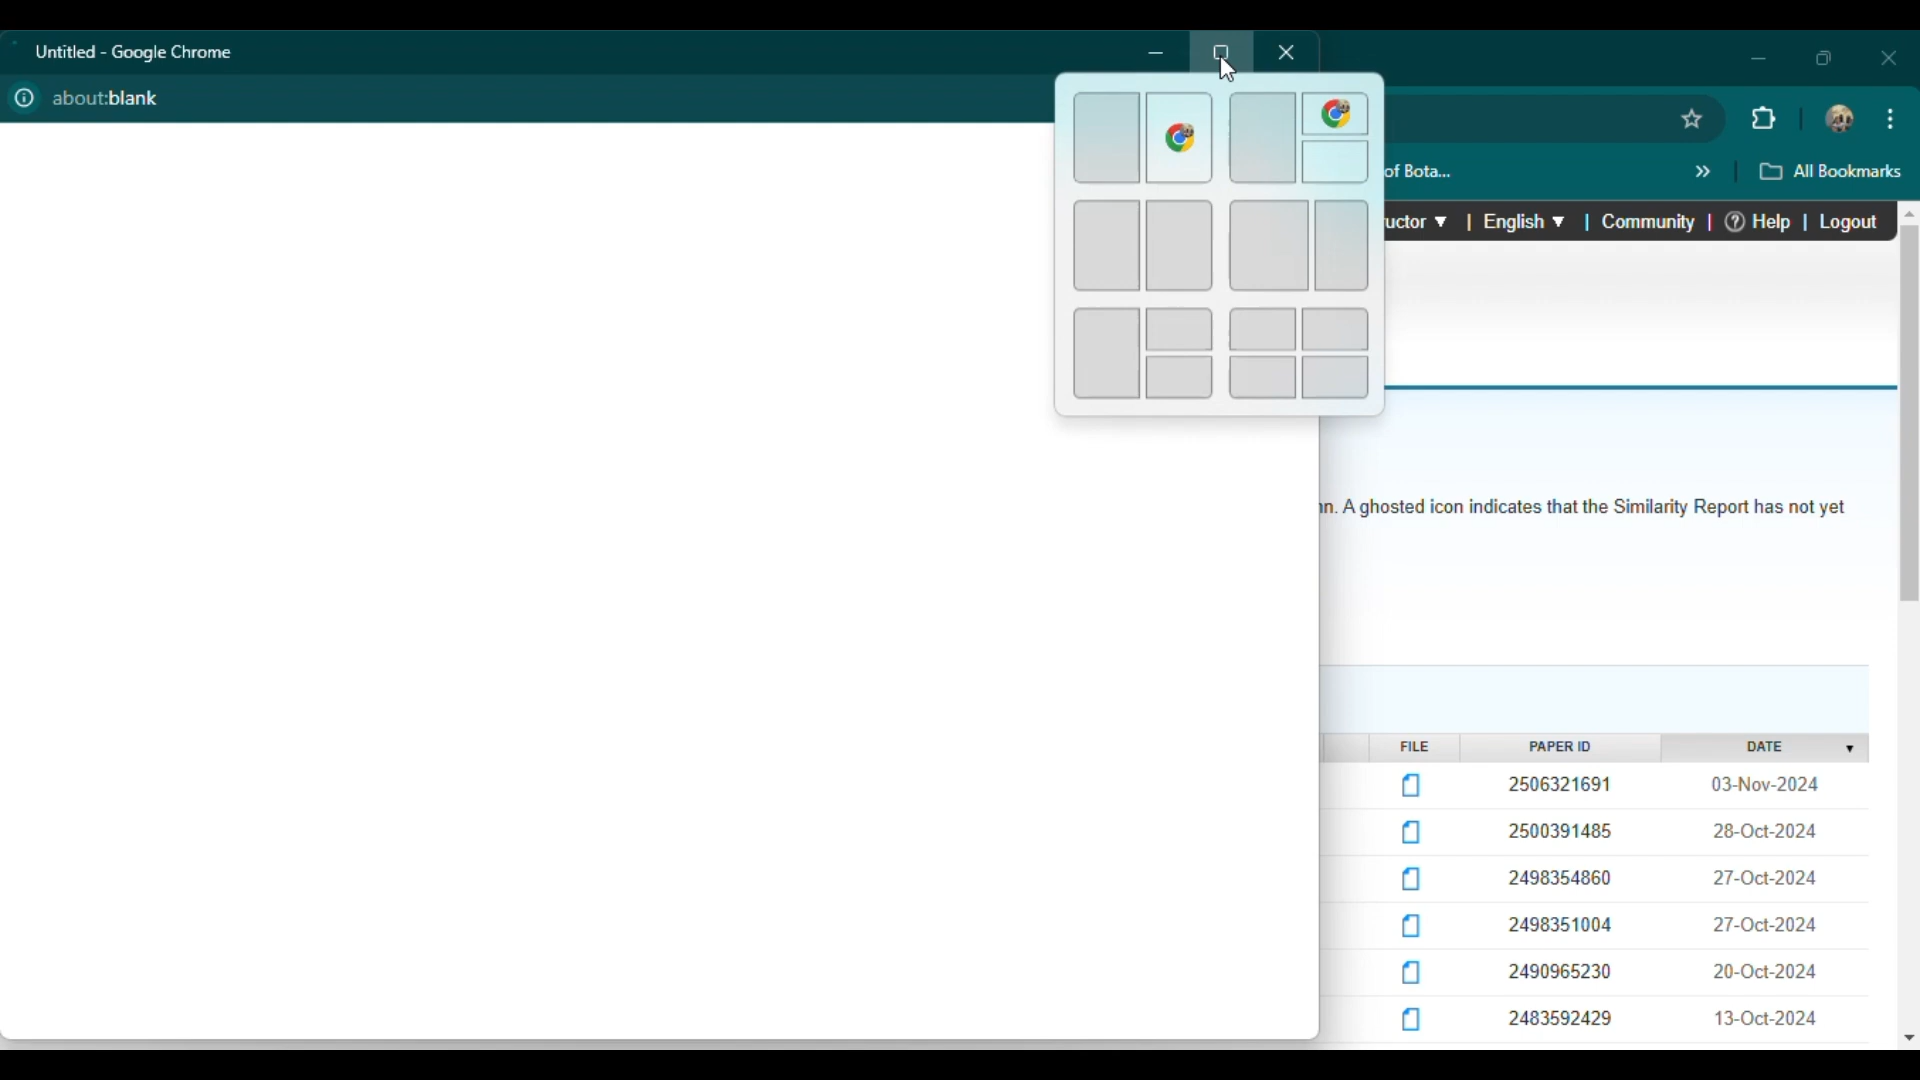 Untitled - Google Chrome
about:blank
of Bota...
All Bookmarks
uctor ▼ | English ▼ | Community | Help | Logout
A ghosted icon indicates that the Similarity Report has not yet
FILE PAPER ID DATE ▼
2506321691 03-Nov-2024
2500391485 28-Oct-2024
2498354860 27-Oct-2024
2498351004 27-Oct-2024
2490965230 20-Oct-2024
2483592429 13-Oct-2024